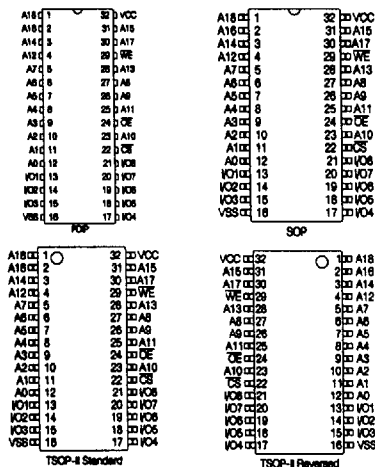 A18 1 32 VCC
A16 2 31 A15
A14 3 30 A17
A12 4 29 W̅E̅
A7 5 28 A13
A6 6 27 A8
A5 7 26 A9
A4 8 25 A11
A3 9 24 O̅E̅
A2 10 23 A10
A1 11 22 C̅S̅
A0 12 21 I/O8
I/O1 13 20 I/O7
I/O2 14 19 I/O6
I/O3 15 18 I/O5
VSS 16 17 I/O4
PDIP
A18 1 32 VCC
A16 2 31 A15
A14 3 30 A17
A12 4 29 W̅E̅
A7 5 28 A13
A6 6 27 A8
A5 7 26 A9
A4 8 25 A11
A3 9 24 O̅E̅
A2 10 23 A10
A1 11 22 C̅S̅
A0 12 21 I/O8
I/O1 13 20 I/O7
I/O2 14 19 I/O6
I/O3 15 18 I/O5
VSS 16 17 I/O4
SOP
A18 1 32 VCC
A16 2 31 A15
A14 3 30 A17
A12 4 29 W̅E̅
A7 5 28 A13
A6 6 27 A8
A5 7 26 A9
A4 8 25 A11
A3 9 24 O̅E̅
A2 10 23 A10
A1 11 22 C̅S̅
A0 12 21 I/O8
I/O1 13 20 I/O7
I/O2 14 19 I/O6
I/O3 15 18 I/O5
VSS 16 17 I/O4
TSOP-II Standard
VCC 32 1 A18
A15 31 2 A16
A17 30 3 A14
W̅E̅ 29 4 A12
A13 28 5 A7
A8 27 6 A6
A9 26 7 A5
A11 25 8 A4
O̅E̅ 24 9 A3
A10 23 10 A2
C̅S̅ 22 11 A1
I/O8 21 12 A0
I/O7 20 13 I/O1
I/O6 19 14 I/O2
I/O5 18 15 I/O3
I/O4 17 16 VSS
TSOP-II Reversed